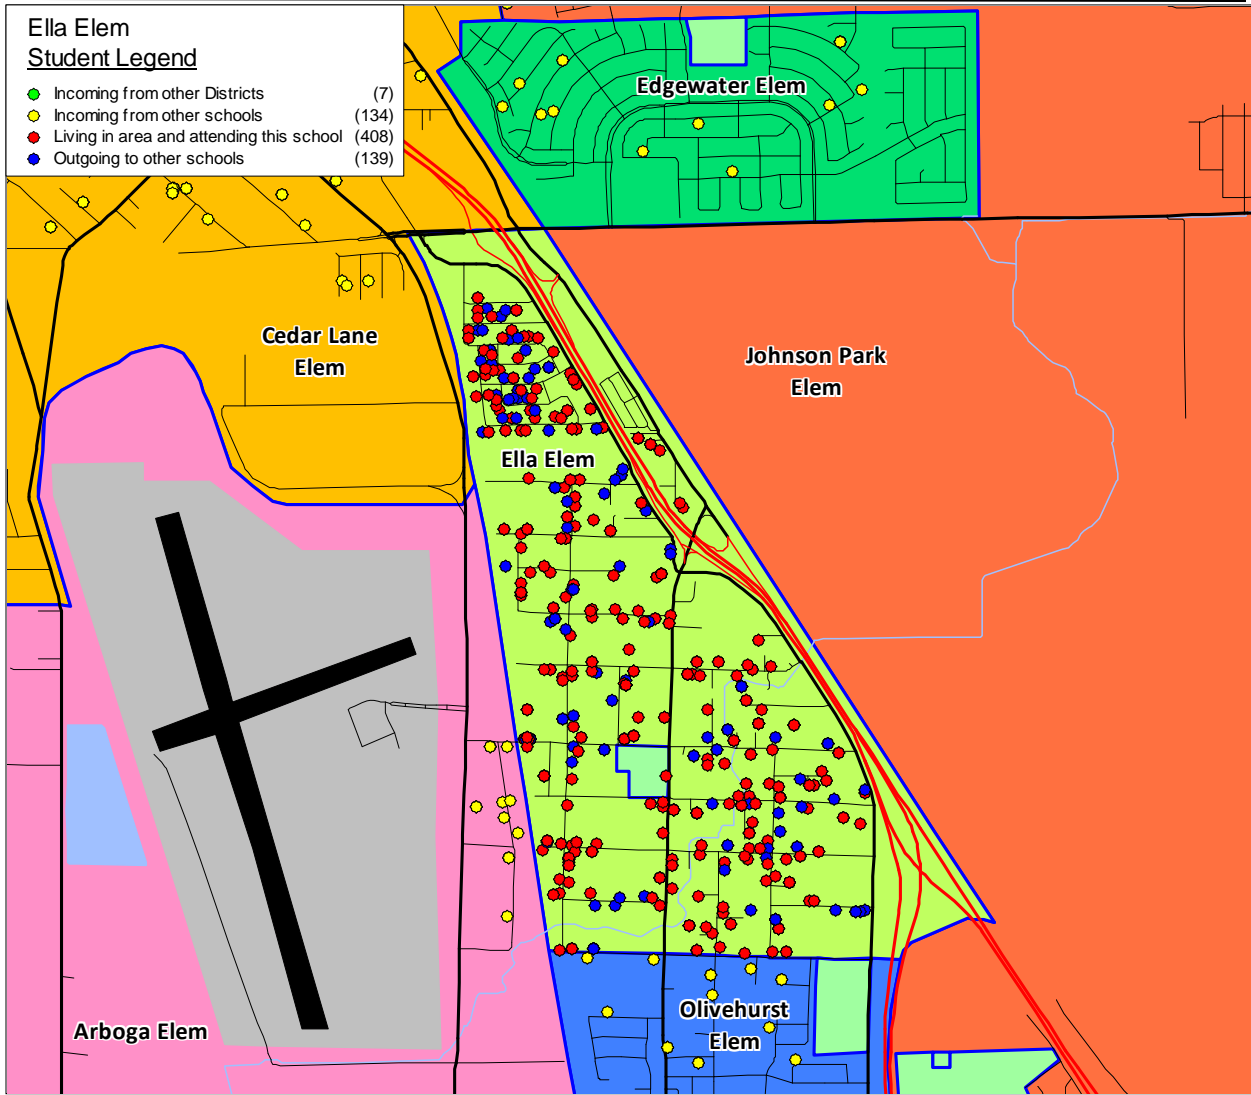 Ella Elem
Student Legend
Incoming from other Districts (7)
Incoming from other schools (134)
Living in area and attending this school (408)
Outgoing to other schools (139)
Edgewater Elem
Cedar Lane
Elem
Johnson Park
Elem
Ella Elem
Arboga Elem
Olivehurst
Elem